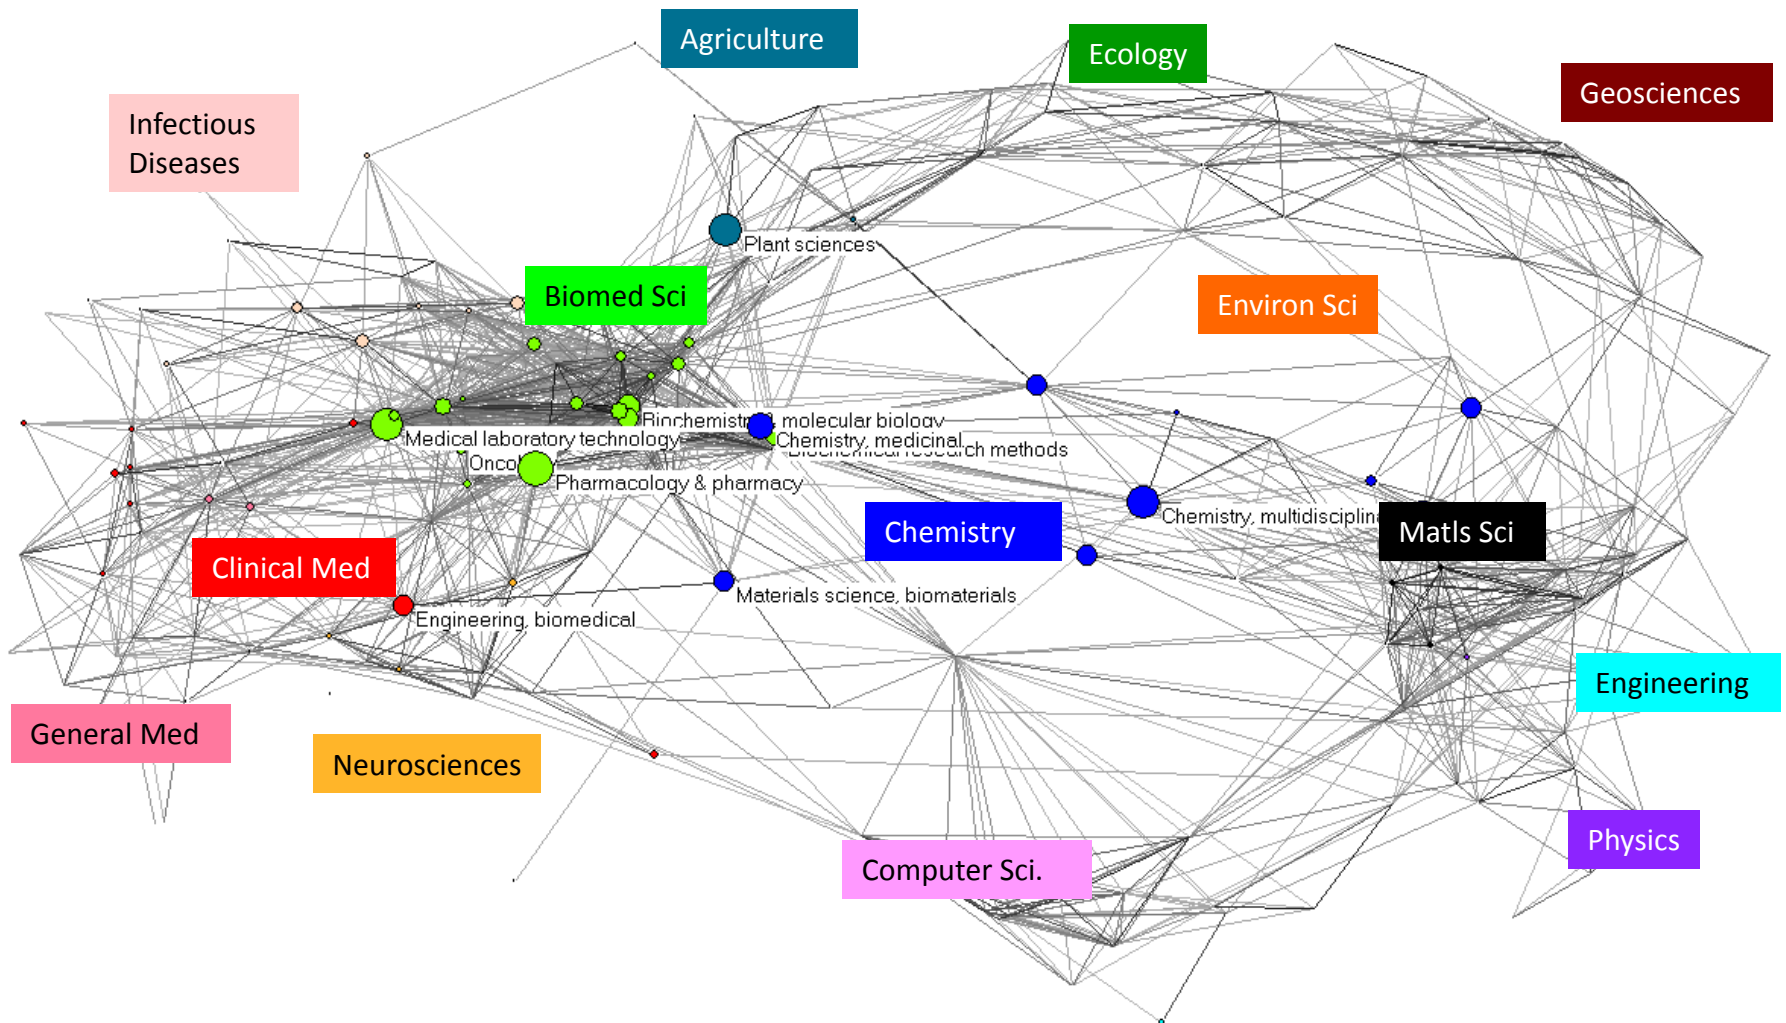 Agriculture
Ecology
Geosciences
Infectious
Diseases
Plant sciences
Biomed Sci
Environ Sci
Biochemistry & molecular biology
Medical laboratory technology
Chemistry, medicinal
Biochemical research methods
Pharmacology & pharmacy
Chemistry, multidisciplina
Chemistry
Matls Sci
Clinical Med
Materials science, biomaterials
Engineering, biomedical
Engineering
General Med
Neurosciences
Physics
Computer Sci.